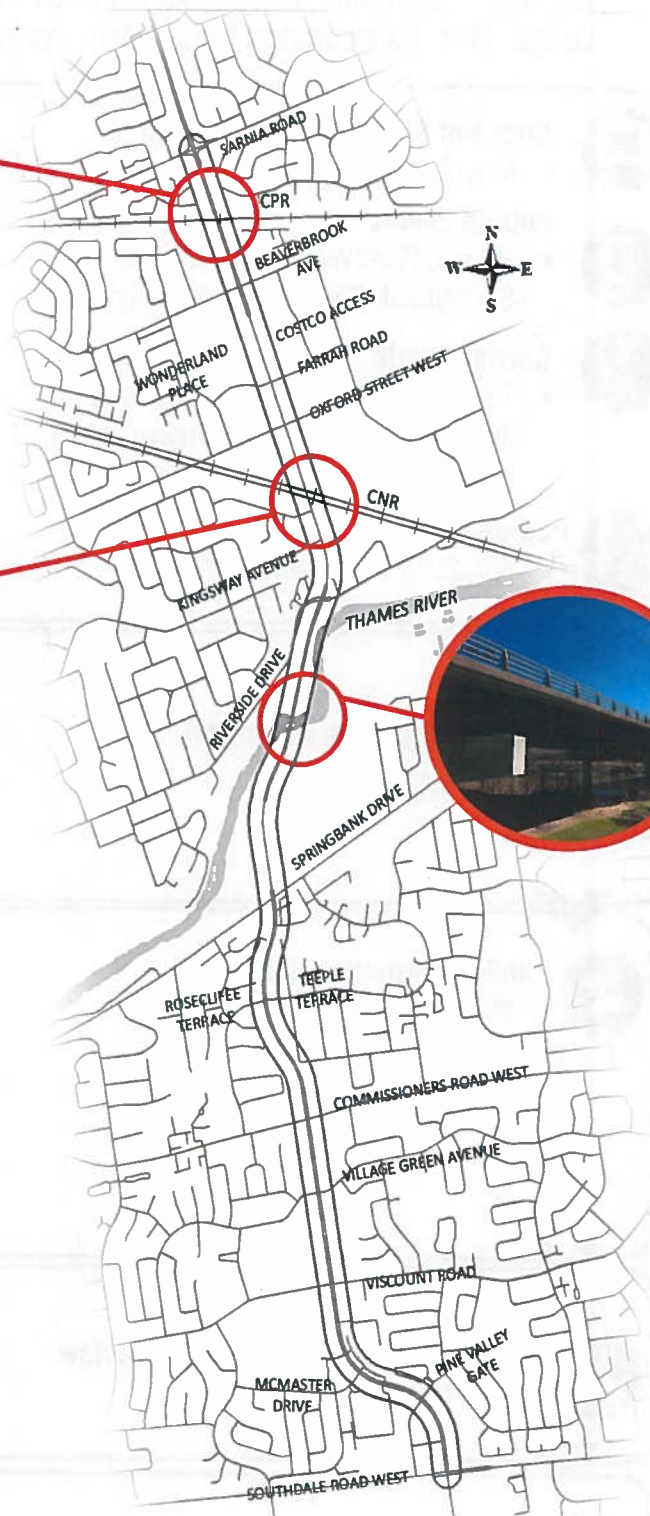 SARNIA ROAD
CPR
BEAVERBROOK
AVE
N
W E
S
COSTCO ACCESS
FARRAH ROAD
WONDERLAND
PLACE
OXFORD STREET WEST
CNR
KINGSWAY AVENUE
THAMES RIVER
RIVERSIDE DRIVE
SPRINGBANK DRIVE
TEEPLE
TERRACE
ROSECLIFFE
TERRACE
COMMISSIONERS ROAD WEST
VILLAGE GREEN AVENUE
VISCOUNT ROAD
PINE VALLEY
GATE
MCMASTER
DRIVE
SOUTHDALE ROAD WEST